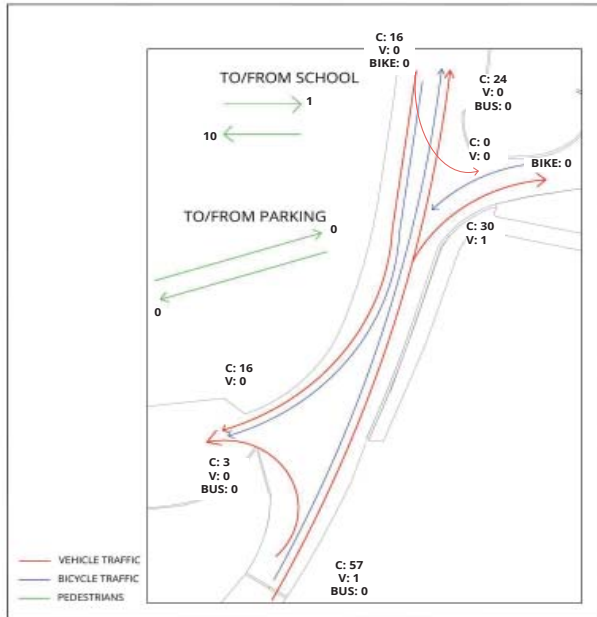 C: 16
V: 0
BIKE: 0
TO/FROM SCHOOL
1
10
C: 24
V: 0
BUS: 0
C: 0
V: 0
BIKE: 0
TO/FROM PARKING
0
0
C: 30
V: 1
C: 16
V: 0
C: 3
V: 0
BUS: 0
C: 57
V: 1
BUS: 0
VEHICLE TRAFFIC
BICYCLE TRAFFIC
PEDESTRIANS